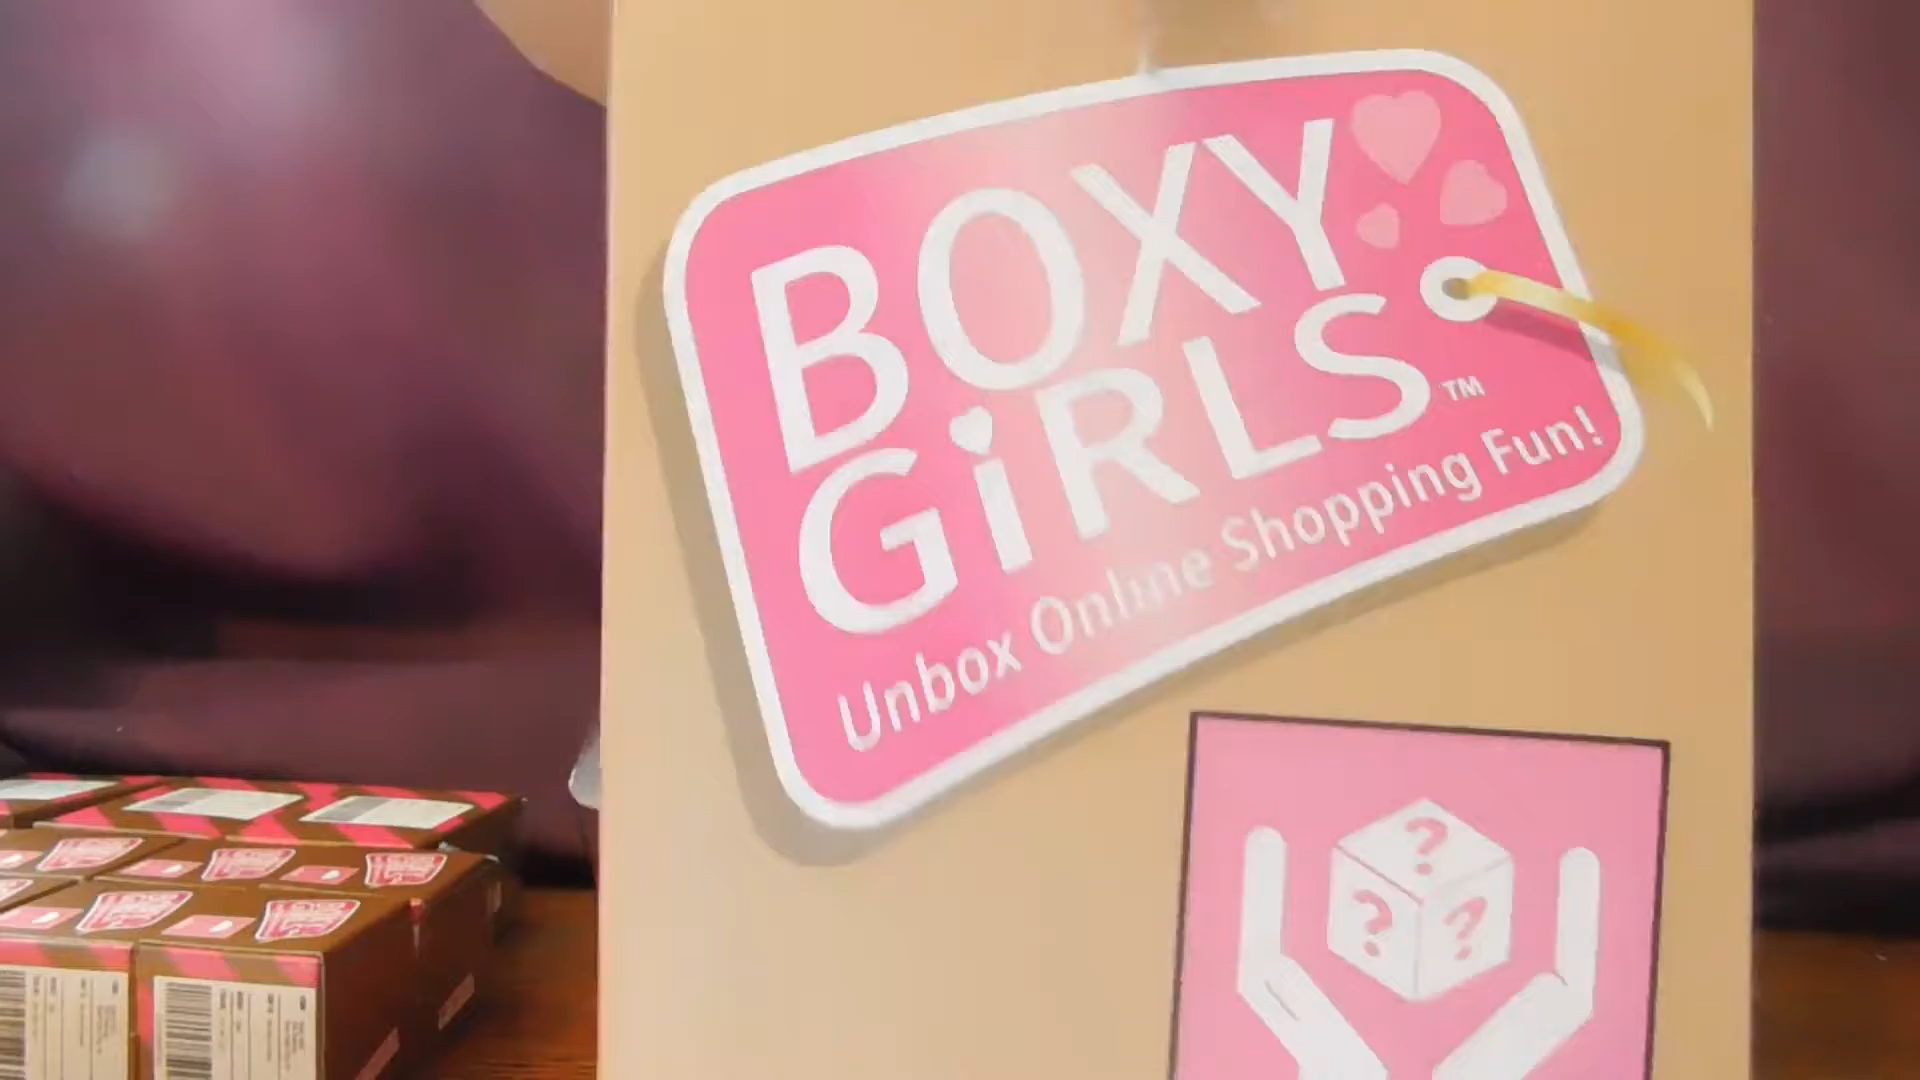 BOXY
GiRLS™
Unbox Online Shopping Fun!
? 
? ?